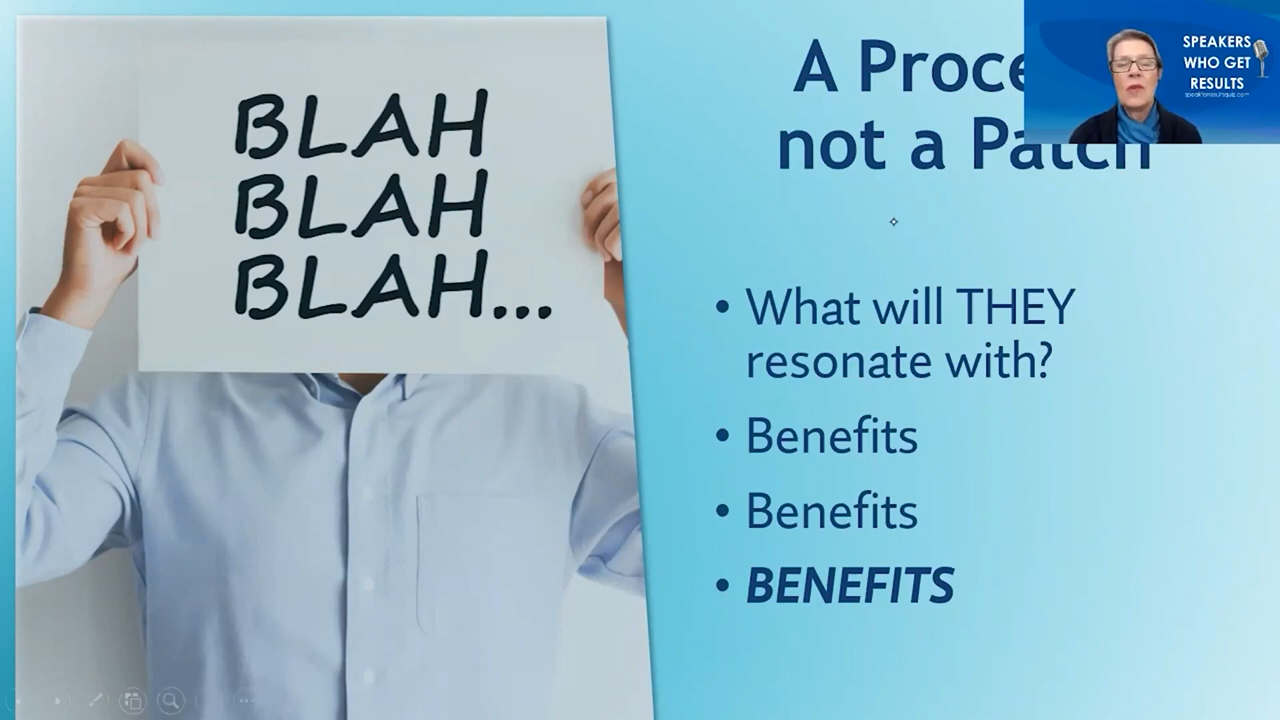 BLAH
BLAH
BLAH...
A Proce
not a Patch
• What will THEY
resonate with?
• Benefits
• Benefits
• BENEFITS
SPEAKERS
WHO GET
RESULTS